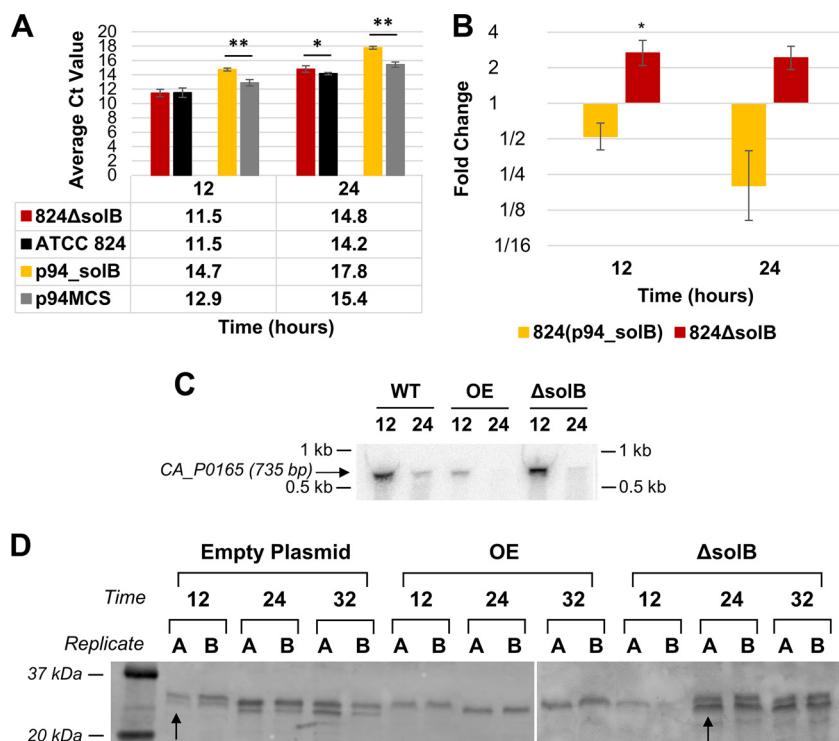 A
Average Ct Value
20
18
16
14
12
10
8
6
4
2
0
**
*
**
12 24
824ΔsolB 11.5 14.8
ATCC 824 11.5 14.2
p94_solB 14.7 17.8
p94MCS 12.9 15.4
Time (hours)
B
Fold Change
4
2
1
1/2
1/4
1/8
1/16
*
12 24
Time (hours)
824(p94_solB) 824ΔsolB
C
WT OE ΔsolB
12 24 12 24 12 24
1 kb 1 kb
CA_P0165 (735 bp)
0.5 kb 0.5 kb
D
Empty Plasmid OE ΔsolB
Time 12 24 32 12 24 32 12 24 32
Replicate A B A B A B A B A B A B A B A B A B
37 kDa
20 kDa